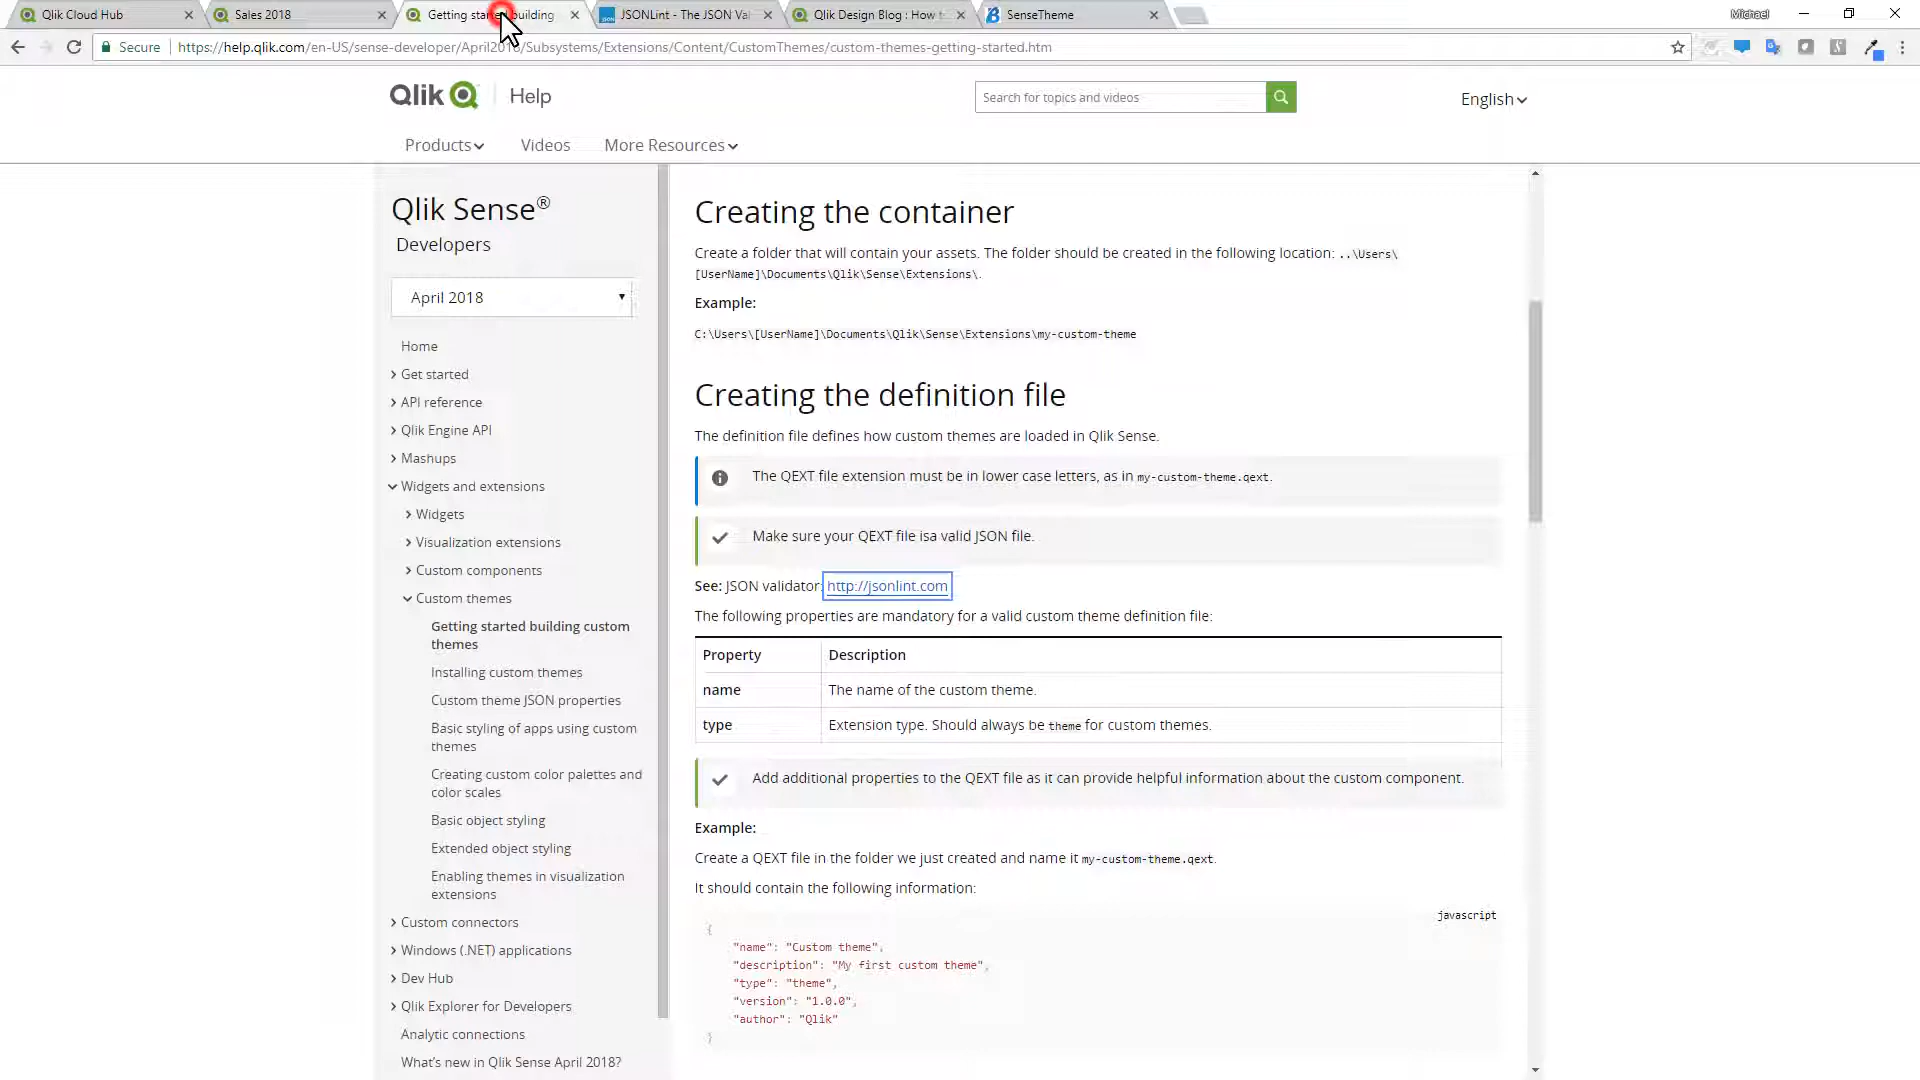 Qlik Cloud Hub
Sales 2018
Getting started building
JSONLint - The JSON Val
Qlik Design Blog : How t
SenseTheme
Michael
Secure
https://help.qlik.com/en-US/sense-developer/April2018/Subsystems/Extensions/Content/CustomThemes/custom-themes-getting-started.htm
Qlik
Help
Search for topics and videos
English
Products
Videos
More Resources
Qlik Sense®
Developers
April 2018
Home
Get started
API reference
Qlik Engine API
Mashups
Widgets and extensions
Widgets
Visualization extensions
Custom components
Custom themes
Getting started building custom
themes
Installing custom themes
Custom theme JSON properties
Basic styling of apps using custom
themes
Creating custom color palettes and
color scales
Basic object styling
Extended object styling
Enabling themes in visualization
extensions
Custom connectors
Windows (.NET) applications
Dev Hub
Qlik Explorer for Developers
Analytic connections
What's new in Qlik Sense April 2018?
Creating the container
Create a folder that will contain your assets. The folder should be created in the following location: ..\Users\
[UserName]\Documents\Qlik\Sense\Extensions\.
Example:
C:\Users\[UserName]\Documents\Qlik\Sense\Extensions\my-custom-theme
Creating the definition file
The definition file defines how custom themes are loaded in Qlik Sense.
The QEXT file extension must be in lower case letters, as in my-custom-theme.qext.
Make sure your QEXT file isa valid JSON file.
See: JSON validator: http://jsonlint.com
The following properties are mandatory for a valid custom theme definition file:
Property Description
name The name of the custom theme.
type Extension type. Should always be theme for custom themes.
Add additional properties to the QEXT file as it can provide helpful information about the custom component.
Example:
Create a QEXT file in the folder we just created and name it my-custom-theme.qext.
It should contain the following information:
javascript
{
"name": "Custom theme",
"description": "My first custom theme",
"type": "theme",
"version": "1.0.0",
"author": "Qlik"
}